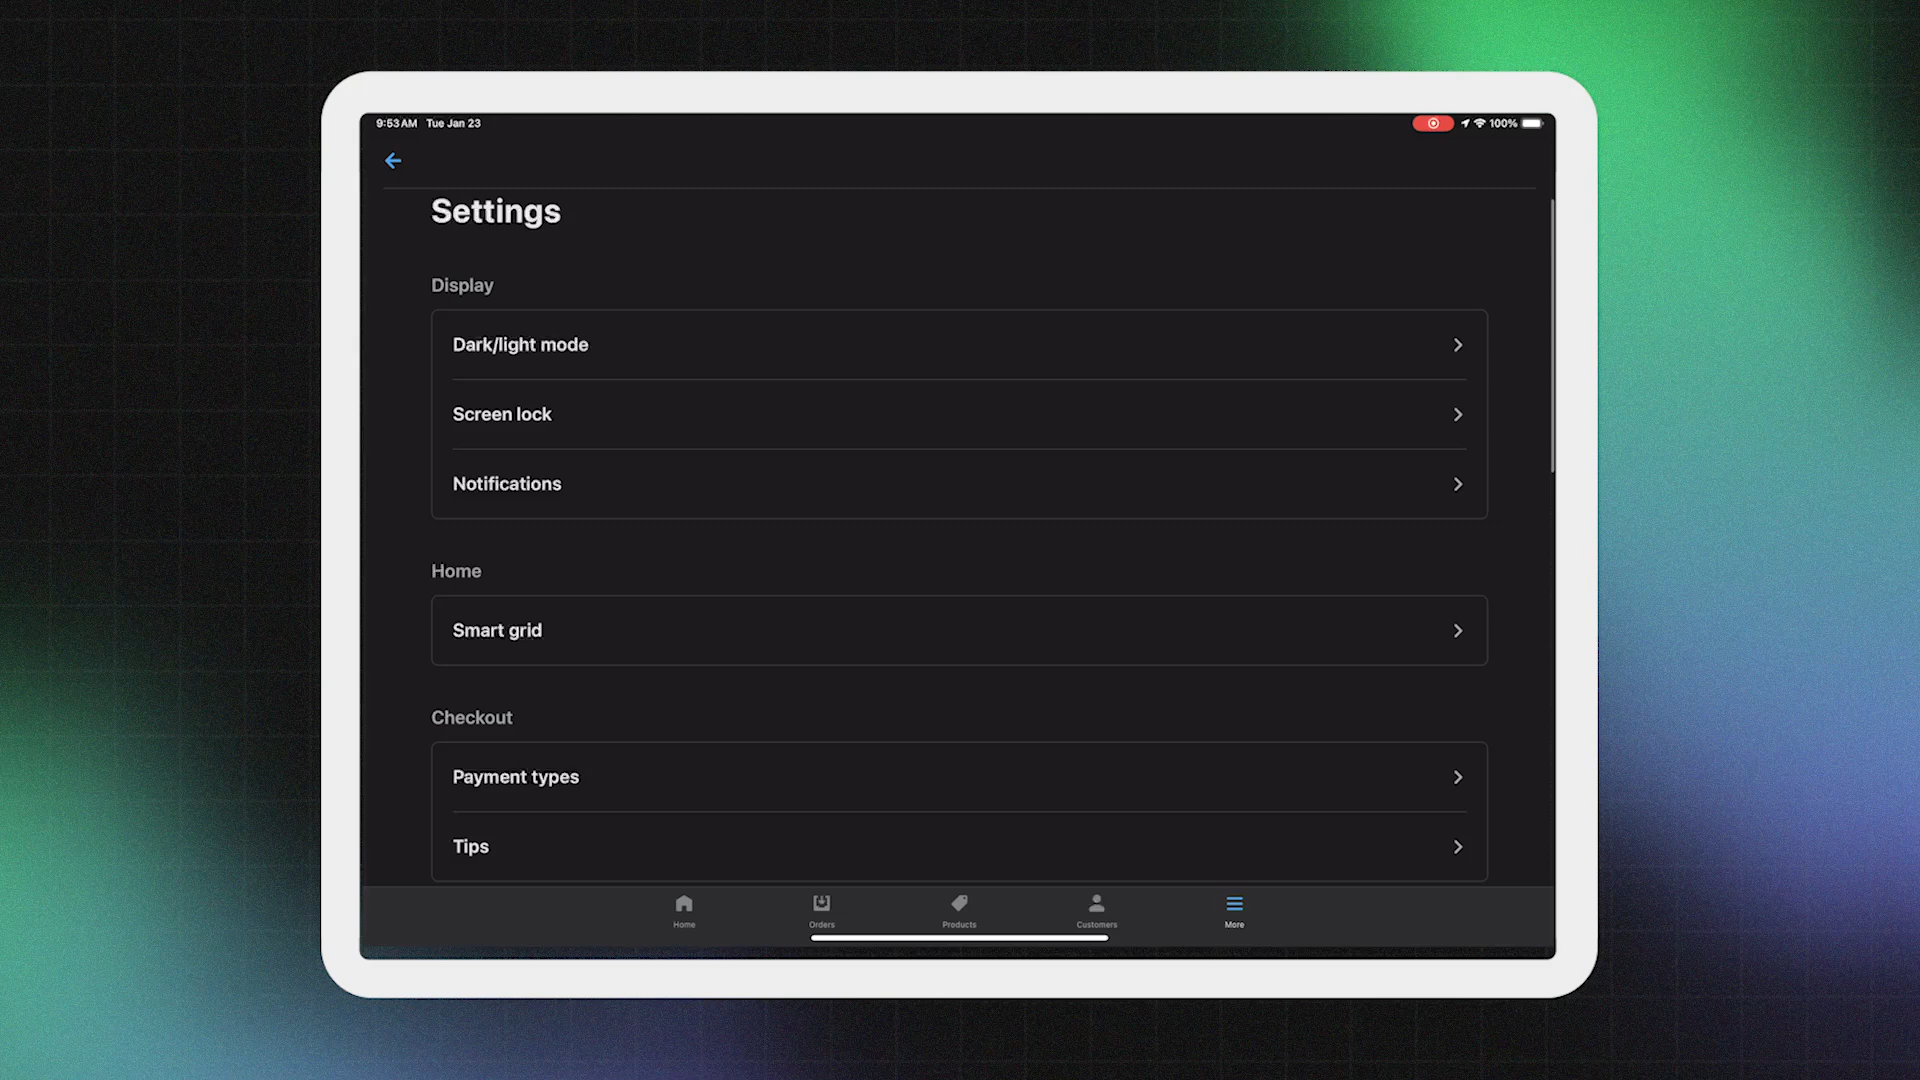 9:53 AM Tue Jan 23
100%
Settings
Display
Dark/light mode
Screen lock
Notifications
Home
Smart grid
Checkout
Payment types
Tips
Home Orders Products Customers More